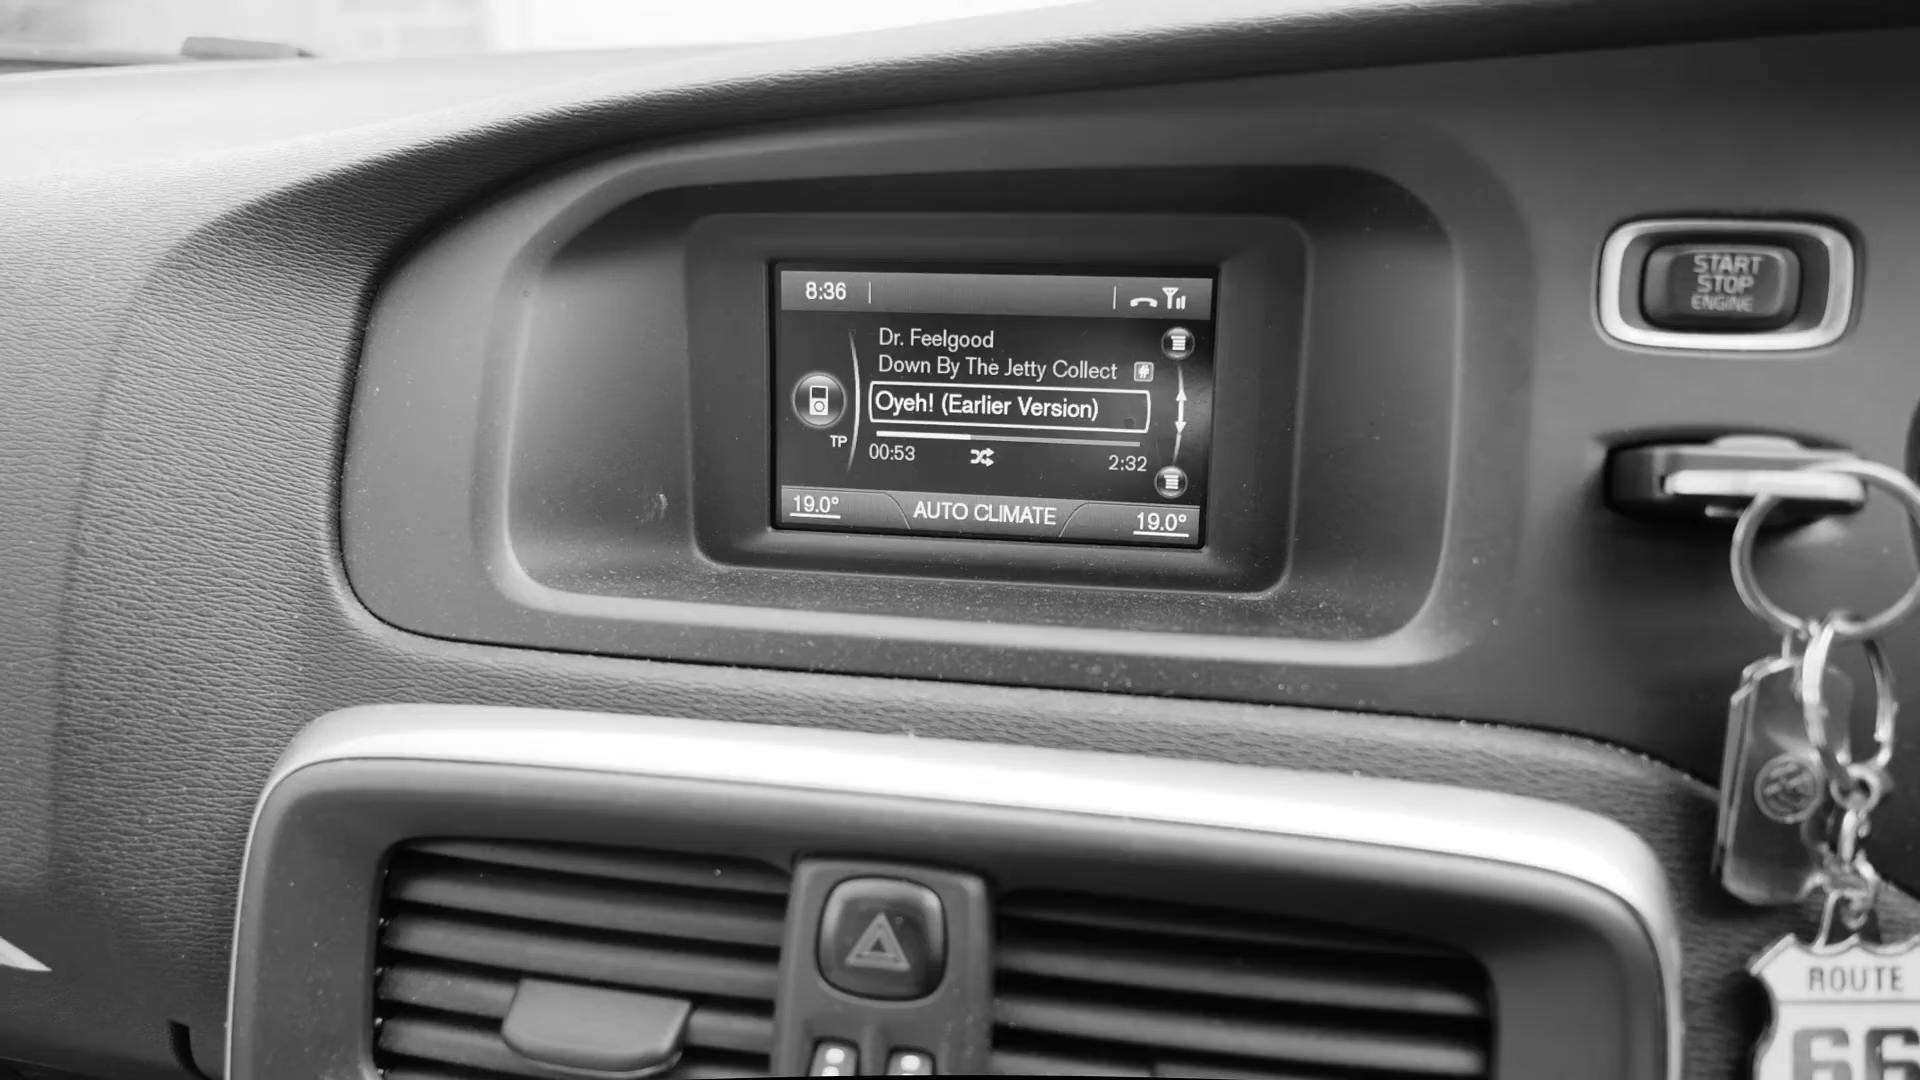 8:36
Dr. Feelgood
Down By The Jetty Collect #
Oyeh! (Earlier Version)
TP
00:53
2:32
19.0°
AUTO CLIMATE
19.0°
START
STOP
ENGINE
ROUTE
66